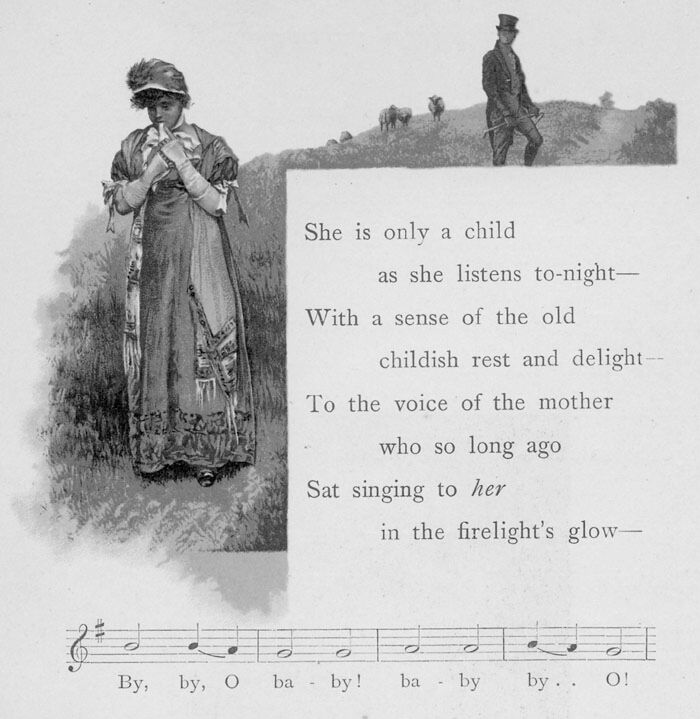 She is only a child
as she listens to-night—
With a sense of the old
childish rest and delight—
To the voice of the mother
who so long ago
Sat singing to her
in the firelight's glow—
By, by, O ba - by! ba - by by . . O!